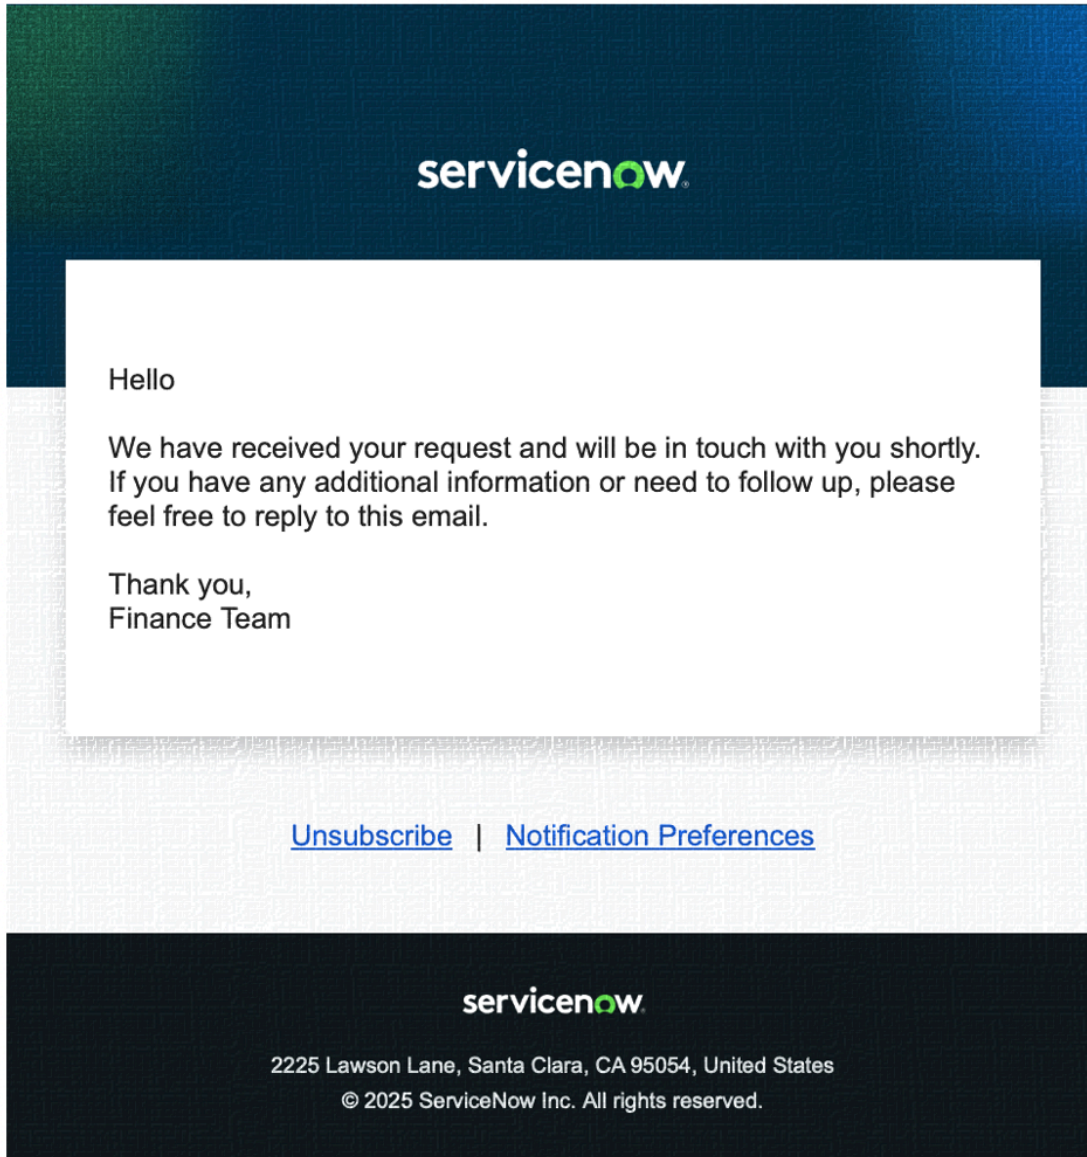 servicenow
Hello
We have received your request and will be in touch with you shortly.
If you have any additional information or need to follow up, please
feel free to reply to this email.
Thank you,
Finance Team
Unsubscribe | Notification Preferences
servicenow
2225 Lawson Lane, Santa Clara, CA 95054, United States
© 2025 ServiceNow Inc. All rights reserved.